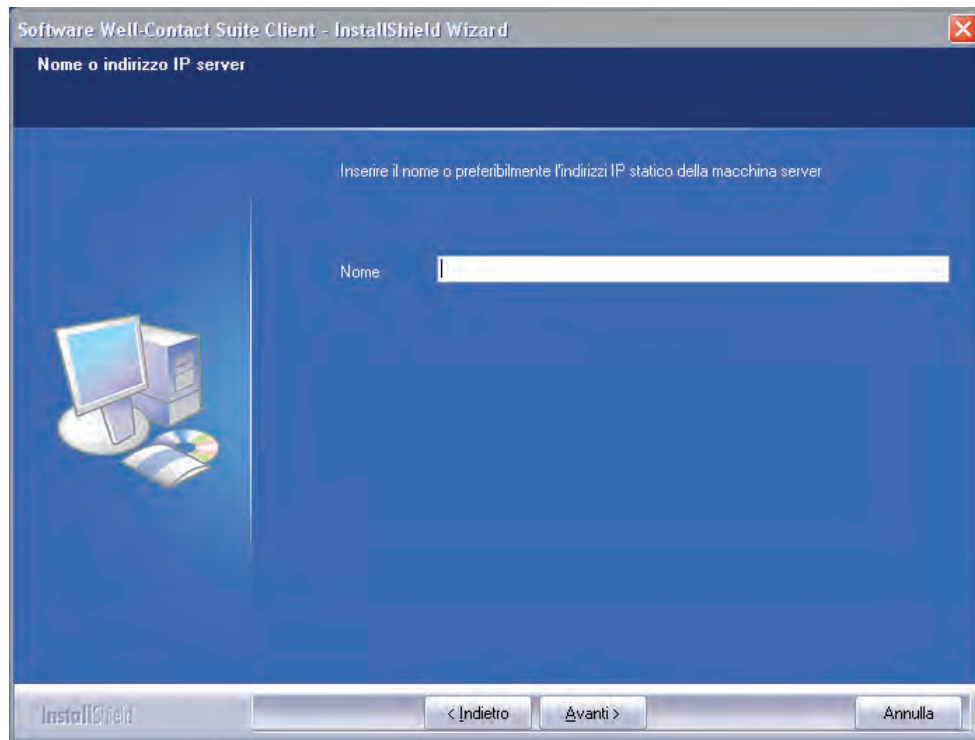 Software Well-Contact Suite Client - InstallShield Wizard
Nome o indirizzo IP server
Inserire il nome o preferibilmente l'indirizzi IP statico della macchina server
Nome
InstallShield
< Indietro
Avanti >
Annulla